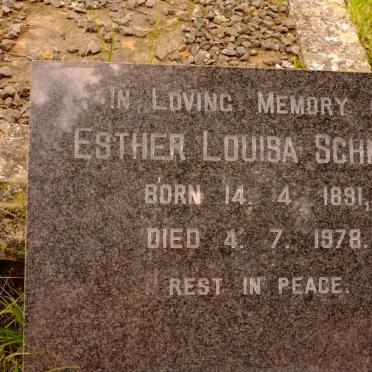 IN LOVING MEMORY
ESTHER LOUISA
BORN 14. 4. 1891,
DIED 4. 7. 1978.
REST IN PEACE.